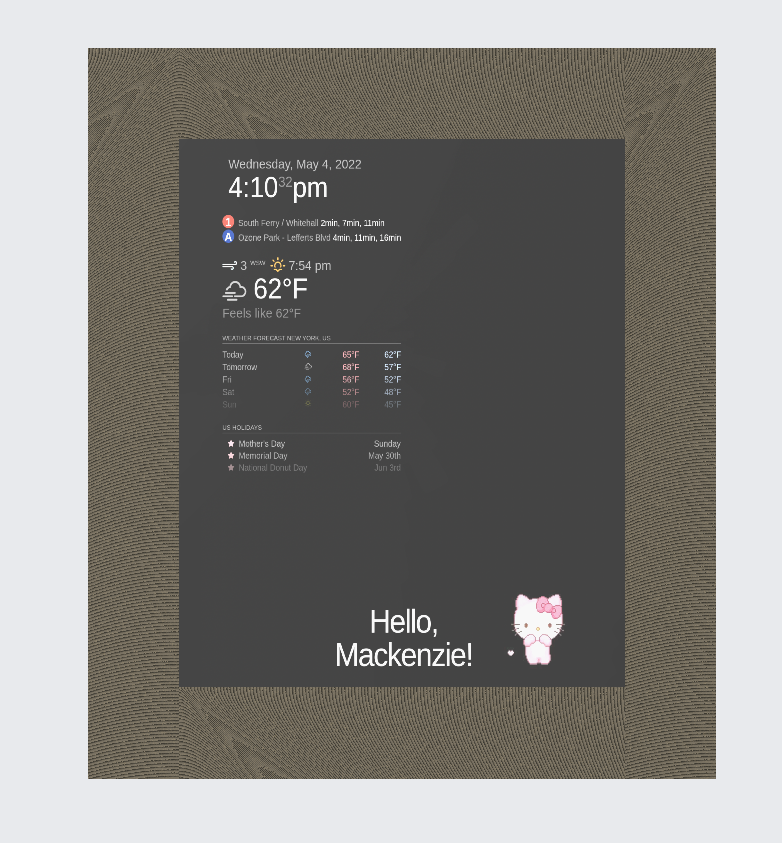 Wednesday, May 4, 2022
4:10 32 pm
1 South Ferry / Whitehall 2min, 7min, 11min
A Ozone Park - Lefferts Blvd 4min, 11min, 16min
3 WSW 7:54 pm
62°F
Feels like 62°F
WEATHER FORECAST NEW YORK, US
Today 65°F 62°F
Tomorrow 68°F 57°F
Fri 56°F 52°F
Sat 52°F 48°F
Sun 60°F 45°F
US HOLIDAYS
Mother's Day Sunday
Memorial Day May 30th
National Donut Day Jun 3rd
Hello,
Mackenzie!